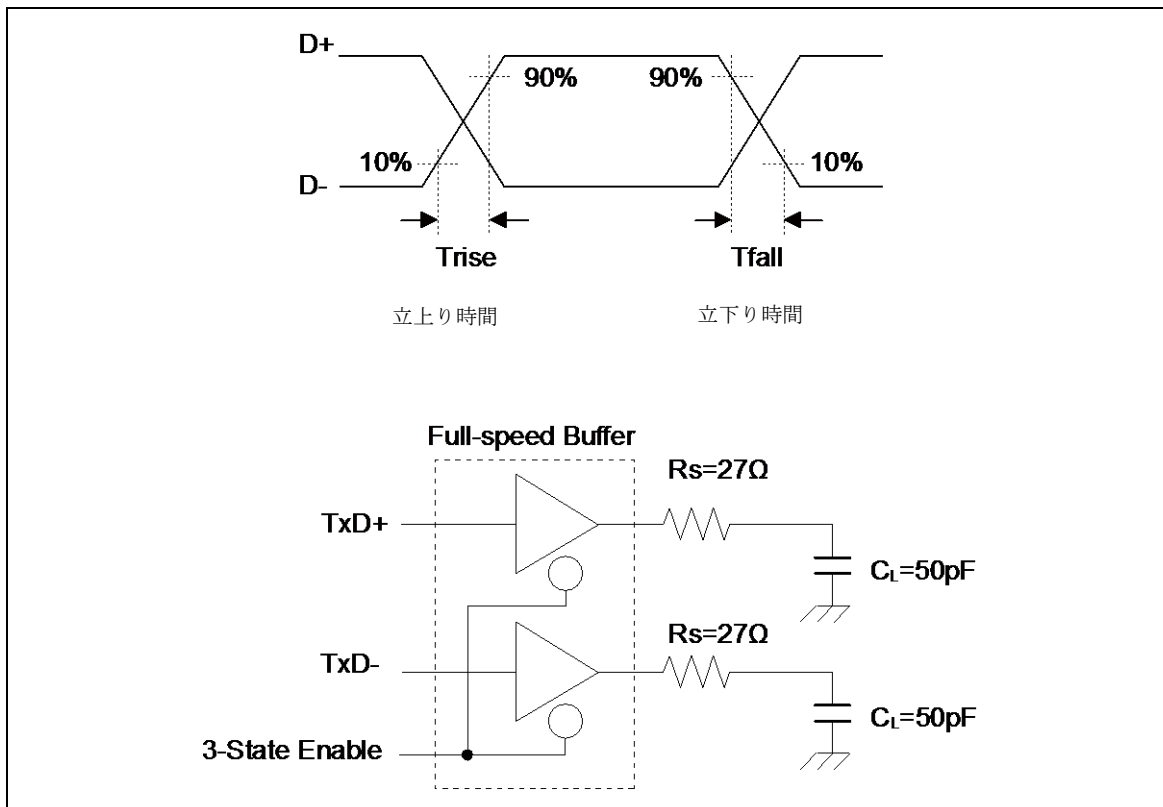 D+
90%
90%
10%
10%
D-
Trise
Tfall
立上り時間
立下り時間
Full-speed Buffer
Rs=27Ω
TxD+
CL=50pF
Rs=27Ω
TxD-
CL=50pF
3-State Enable